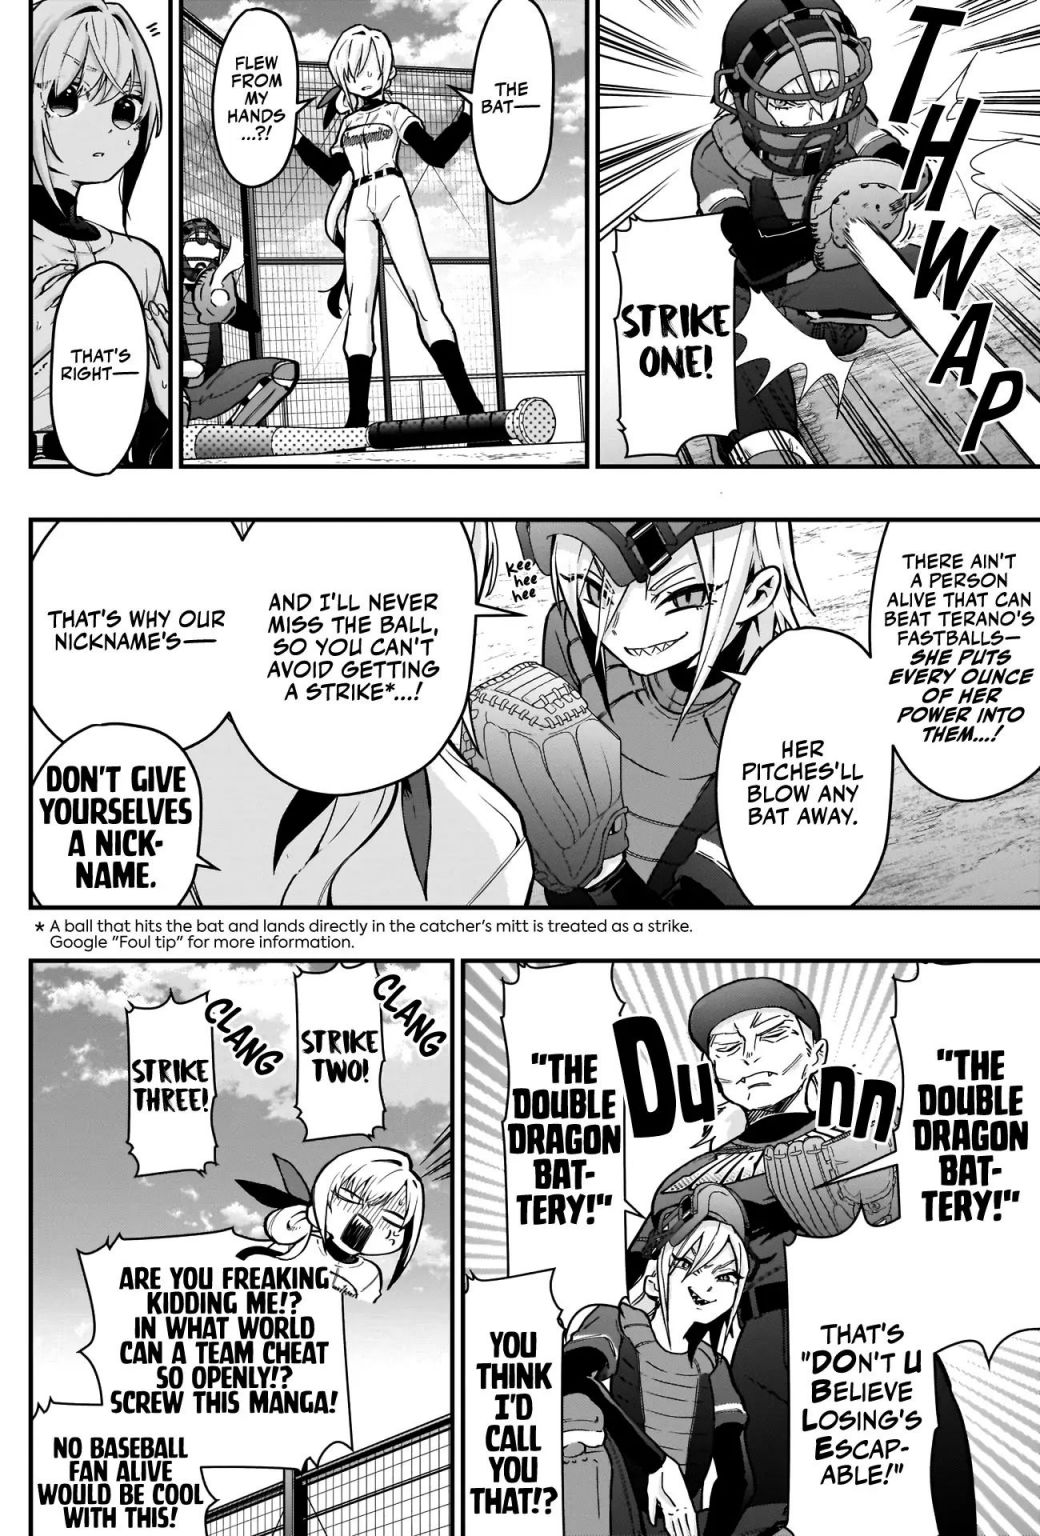 THWAP
STRIKE
ONE!
THE
BAT—
FLEW
FROM
MY
HANDS
...?!
THAT'S
RIGHT—
THERE AIN'T
A PERSON
ALIVE THAT CAN
BEAT TERANO'S
FASTBALLS—
SHE PUTS
EVERY OUNCE
OF HER
POWER INTO
THEM...!
HER
PITCHES'LL
BLOW ANY
BAT AWAY.
Kee
hee
hee
AND I'LL NEVER
MISS THE BALL,
SO YOU CAN'T
AVOID GETTING
A STRIKE*...!
THAT'S WHY OUR
NICKNAME'S—
DON'T GIVE
YOURSELVES
A NICK-
NAME.
* A ball that hits the bat and lands directly in the catcher's mitt is treated as a strike.
Google "Foul tip" for more information.
"THE
DOUBLE
DRAGON
BAT-
TERY!"
DUnn
"THE
DOUBLE
DRAGON
BAT-
TERY!"
THAT'S
"DON'T U
BELIEVE
LOSING'S
ESCAP-
ABLE!"
YOU
THINK
I'D
CALL
YOU
THAT!?
CLANG
STRIKE
TWO!
CLANG
STRIKE
THREE!
ARE YOU FREAKING
KIDDING ME!?
IN WHAT WORLD
CAN A TEAM CHEAT
SO OPENLY!?
SCREW THIS MANGA!
NO BASEBALL
FAN ALIVE
WOULD BE COOL
WITH THIS!